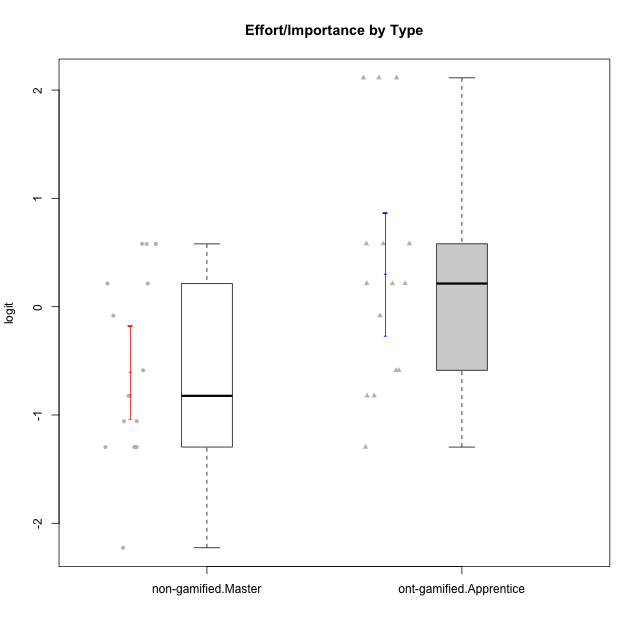 Effort/Importance by Type
2
1
0
-1
-2
logit
non-gamified.Master
ont-gamified.Apprentice